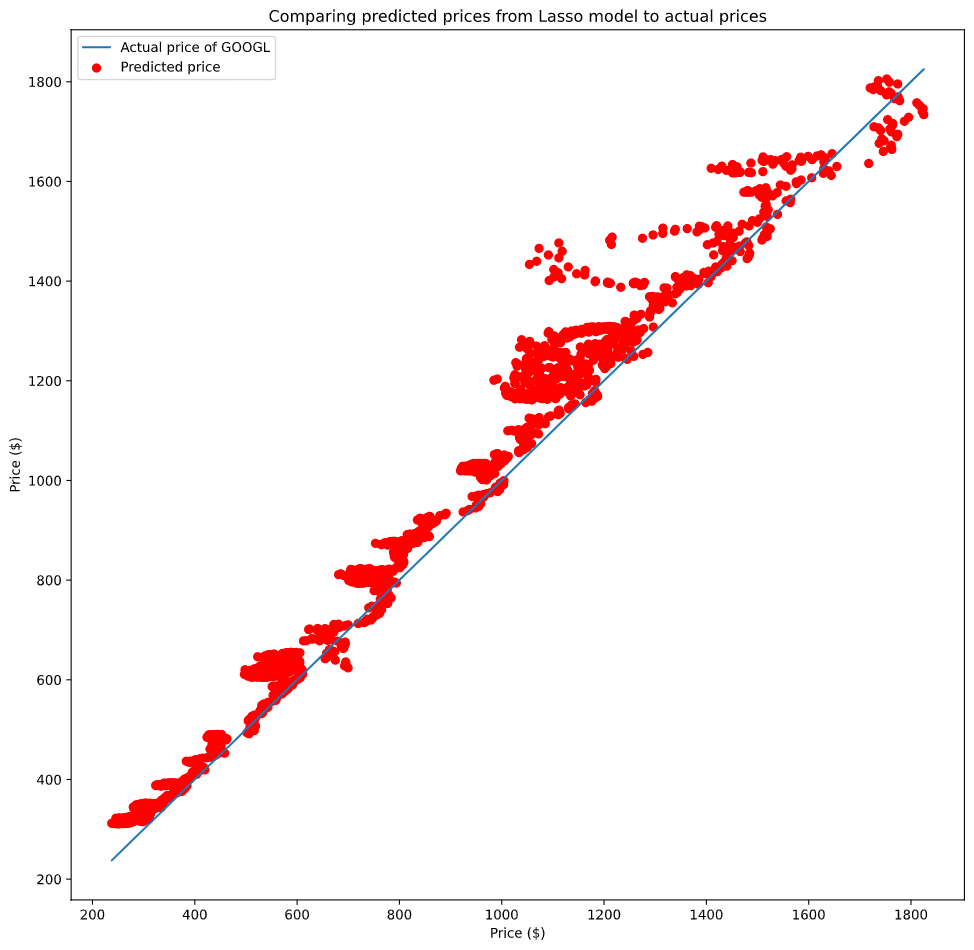 Comparing predicted prices from Lasso model to actual prices
Actual price of GOOGL
Predicted price
1800
1600
1400
1200
1000
800
600
400
200
Price ($)
200 400 600 800 1000 1200 1400 1600 1800
Price ($)